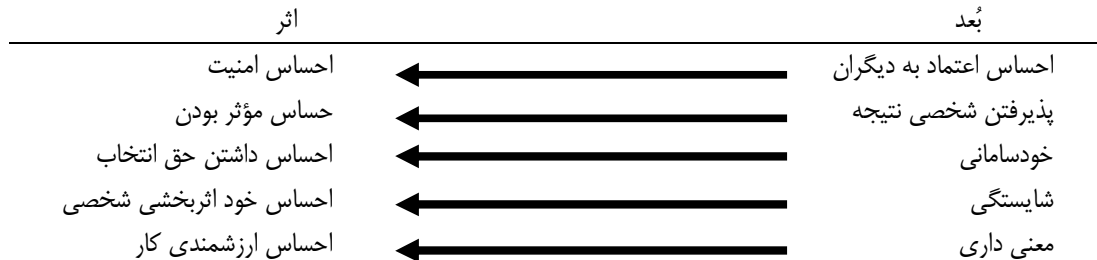 بُعد اثر
احساس اعتماد به دیگران احساس امنیت
پذیرفتن شخصی نتیجه حساس مؤثر بودن
خودسامانی احساس داشتن حق انتخاب
شایستگی احساس خود اثربخشی شخصی
معنی داری احساس ارزشمندی کار